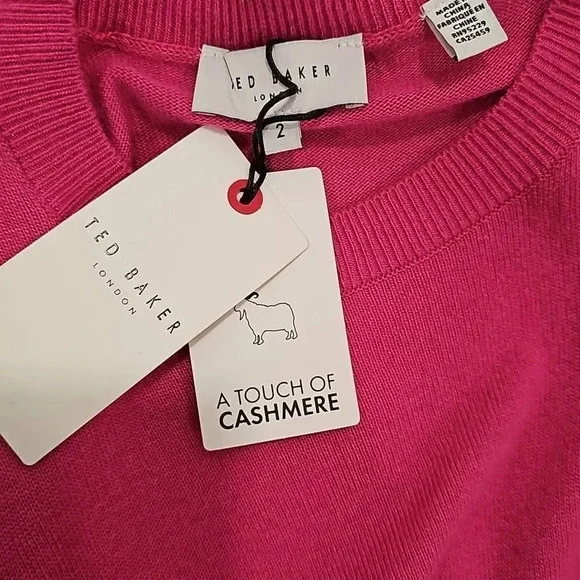 TED BAKER
LONDON
2
MADE IN
CHINA
FABRIQUÉ EN
CHINE
RN95229
CA25459
TED BAKER
LONDON
A TOUCH OF
CASHMERE